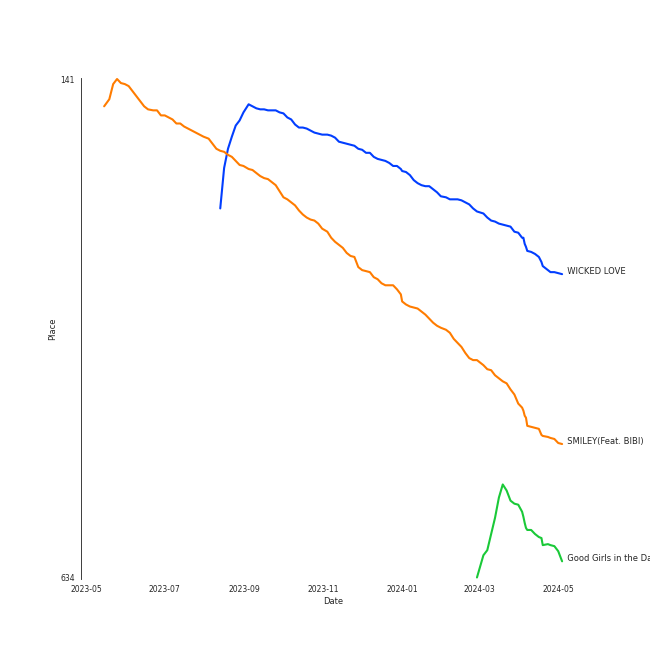 141
WICKED LOVE
Place
SMILEY(Feat. BIBI)
Good Girls in the Da
634
2023-05 2023-07 2023-09 2023-11 2024-01 2024-03 2024-05
Date